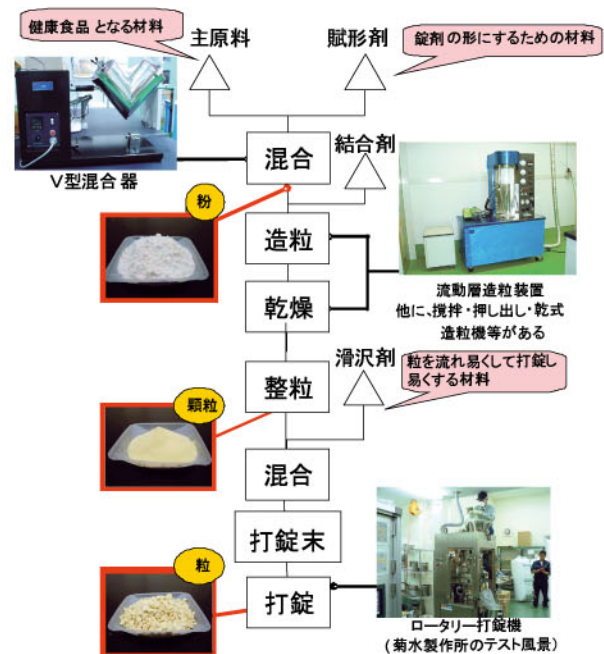 健康食品となる材料
主原料
賦形剤
錠剤の形にするための材料
V型混合器
混合
結合剤
粉
造粒
乾燥
流動層造粒装置
他に、撹拌・押し出し・乾式
造粒機等がある
滑沢剤
粒を流れ易くして打錠し
易くする材料
整粒
顆粒
混合
打錠末
粒
打錠
ロータリー打錠機
(菊水製作所のテスト風景)